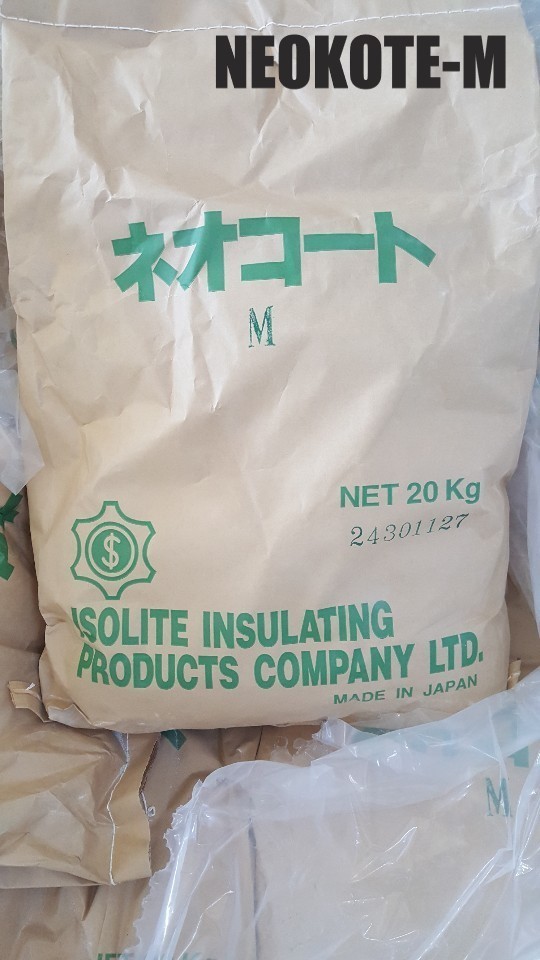 NEOKOTE-M
ネオコート
M
NET 20 Kg
24301127
$
ISOLITE INSULATING
PRODUCTS COMPANY LTD.
MADE IN JAPAN
M